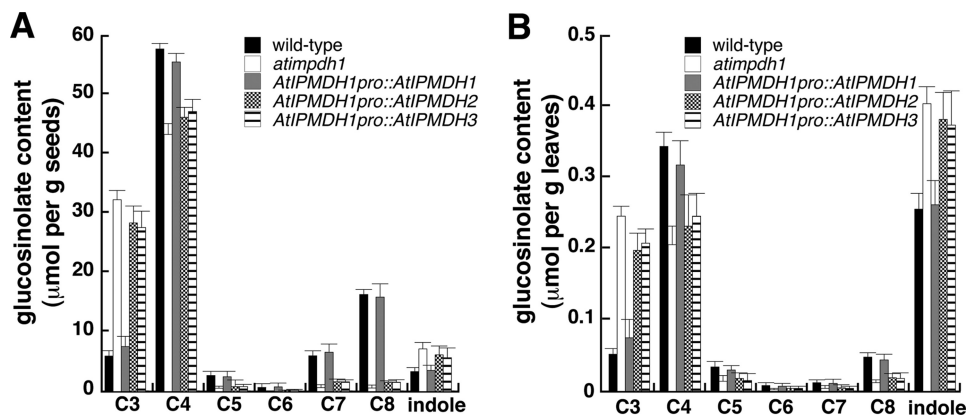 A
glucosinolate content
(μmol per g seeds)
60
50
40
30
20
10
0
wild-type
atimpdh1
AtIPMDH1pro::AtIPMDH1
AtIPMDH1pro::AtIPMDH2
AtIPMDH1pro::AtIPMDH3
C3 C4 C5 C6 C7 C8 indole
B
glucosinolate content
(μmol per g leaves)
0.5
0.4
0.3
0.2
0.1
0
wild-type
atimpdh1
AtIPMDH1pro::AtIPMDH1
AtIPMDH1pro::AtIPMDH2
AtIPMDH1pro::AtIPMDH3
C3 C4 C5 C6 C7 C8 indole